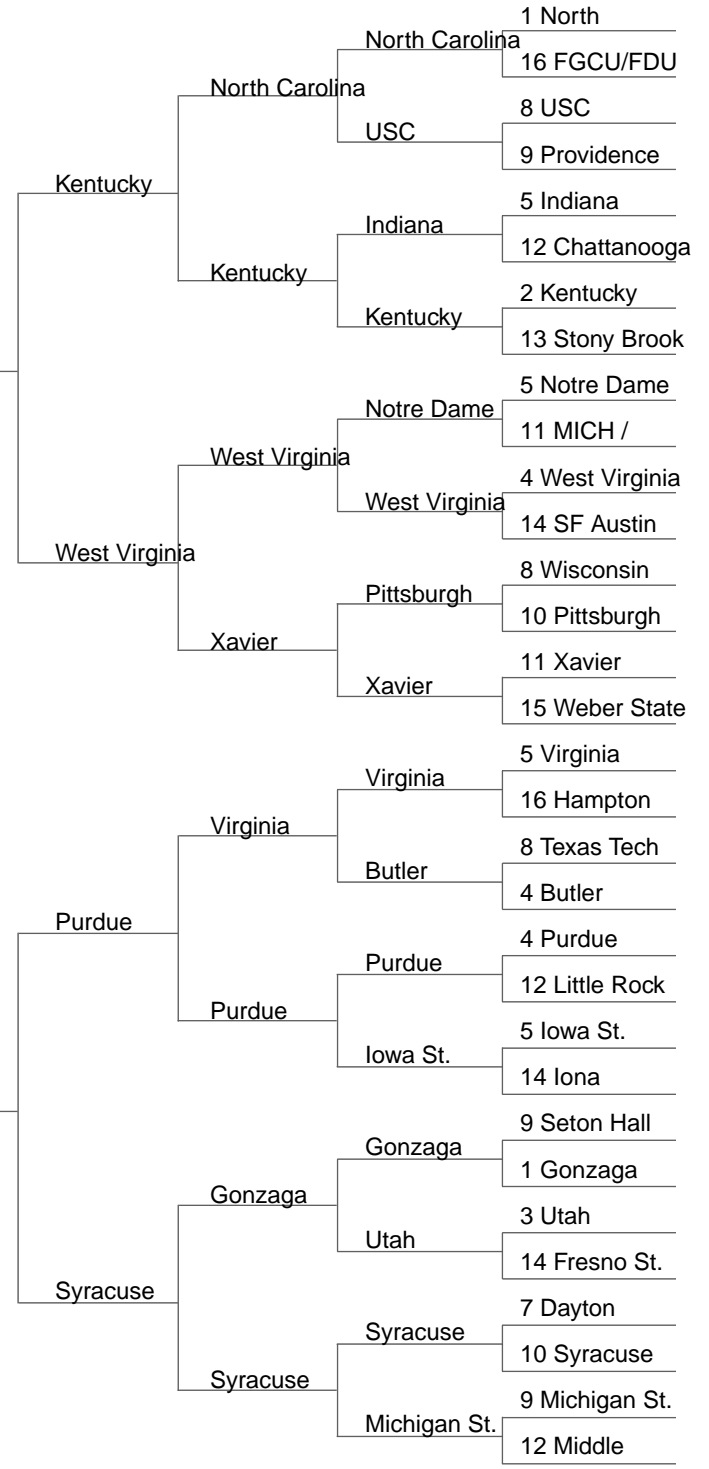 1 North
North Carolina
16 FGCU/FDU
North Carolina
8 USC
USC
9 Providence
Kentucky
5 Indiana
Indiana
12 Chattanooga
Kentucky
2 Kentucky
Kentucky
13 Stony Brook
5 Notre Dame
Notre Dame
11 MICH /
West Virginia
4 West Virginia
West Virginia
14 SF Austin
West Virginia
8 Wisconsin
Pittsburgh
10 Pittsburgh
Xavier
11 Xavier
Xavier
15 Weber State
5 Virginia
Virginia
16 Hampton
Virginia
8 Texas Tech
Butler
4 Butler
Purdue
4 Purdue
Purdue
12 Little Rock
Purdue
5 Iowa St.
Iowa St.
14 Iona
9 Seton Hall
Gonzaga
1 Gonzaga
Gonzaga
3 Utah
Utah
14 Fresno St.
Syracuse
7 Dayton
Syracuse
10 Syracuse
Syracuse
9 Michigan St.
Michigan St.
12 Middle